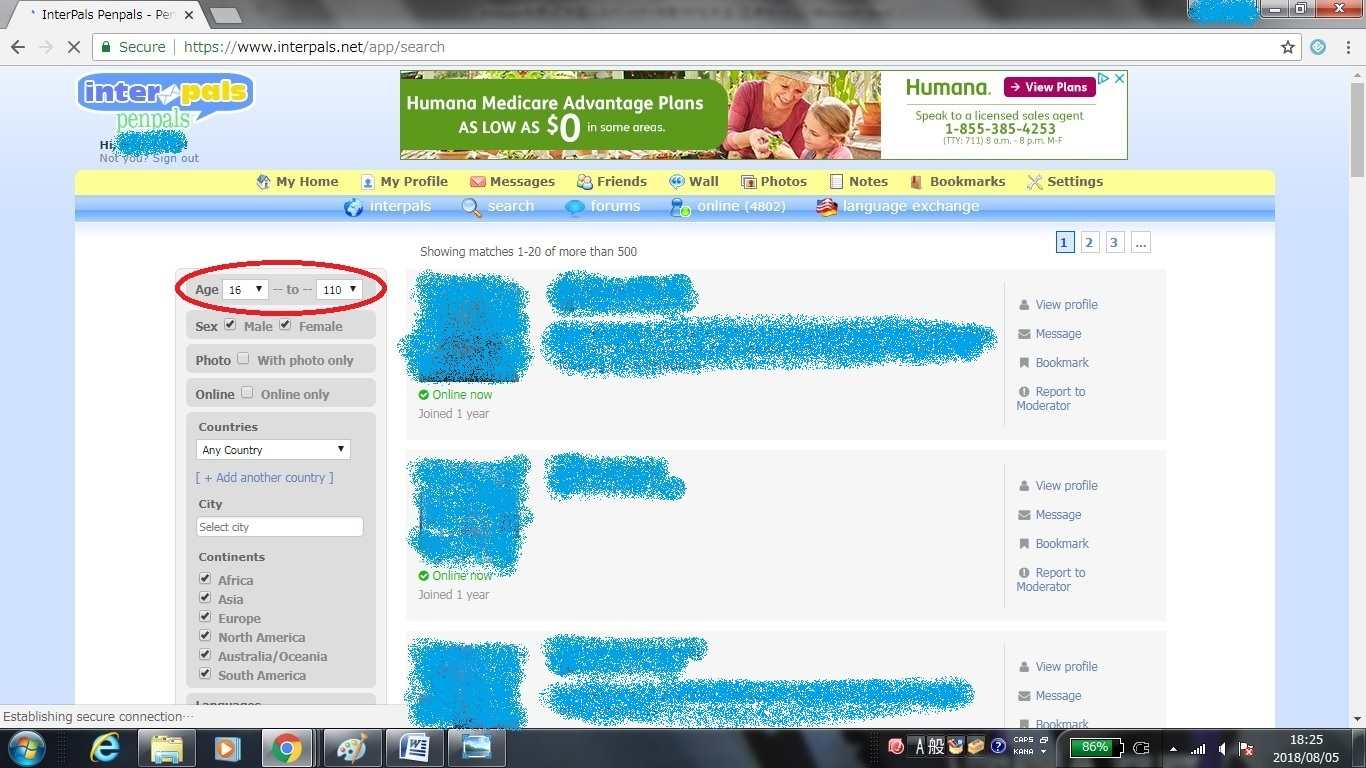 InterPals Penpals - Pen
Secure
https://www.interpals.net/app/search
inter pals
penpals
Hi,
Not you? Sign out
Humana Medicare Advantage Plans
AS LOW AS $0 in some areas.
Humana.
→ View Plans
Speak to a licensed sales agent
1-855-385-4253
(TTY: 711) 8 a.m. - 8 p.m. M-F
My Home My Profile Messages Friends Wall Photos Notes Bookmarks Settings
interpals search forums online (4802) language exchange
Showing matches 1-20 of more than 500
1 2 3 ...
Age 16 -- to -- 110
Sex Male Female
Photo With photo only
Online Online only
Countries
Any Country
[ + Add another country ]
City
Select city
Continents
Africa
Asia
Europe
North America
Australia/Oceania
South America
Languages
Online now
Joined 1 year
View profile
Message
Bookmark
Report to
Moderator
Online now
Joined 1 year
View profile
Message
Bookmark
Report to
Moderator
View profile
Message
Bookmark
Establishing secure connection…
A 般
CAPS
KANA
86%
18:25
2018/08/05